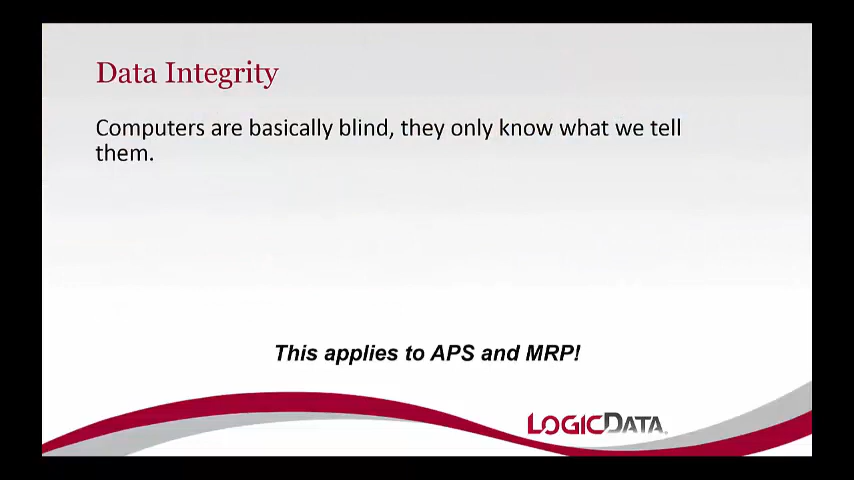 Data Integrity
Computers are basically blind, they only know what we tell
them.
This applies to APS and MRP!
LOGICDATA